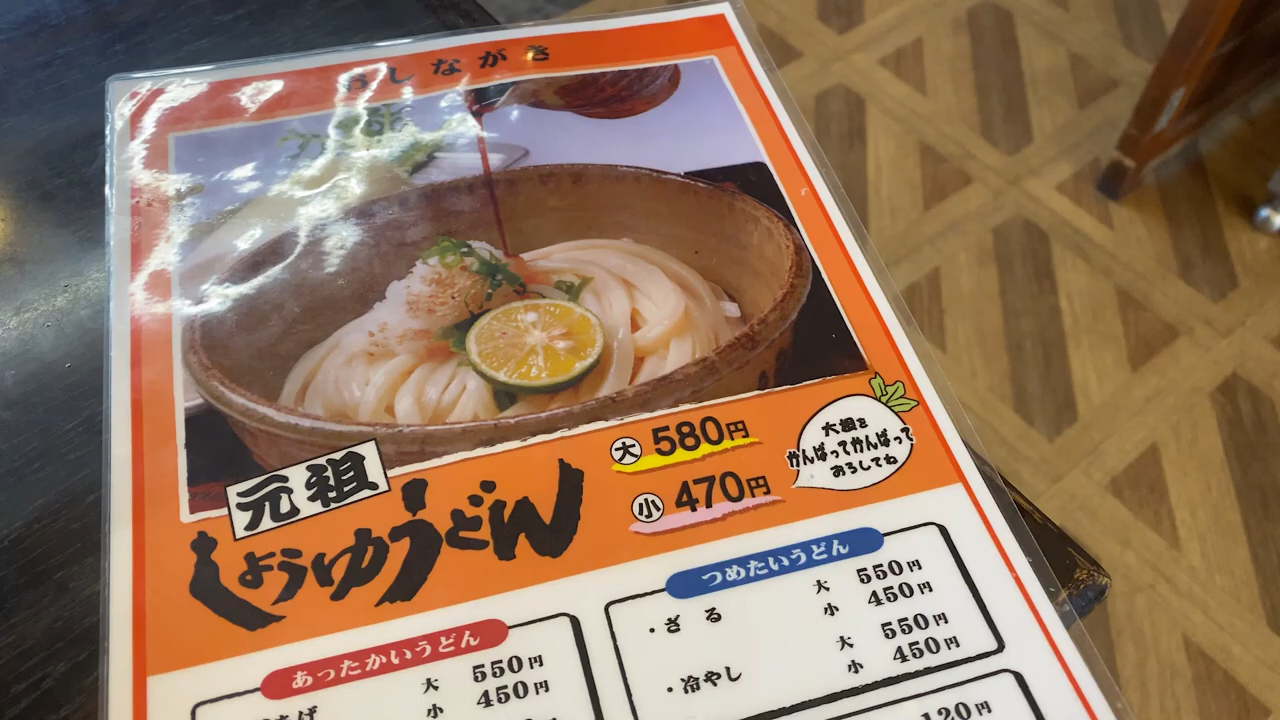 おしながき
元祖
しょうゆうどん
大 580円
小 470円
大根を
がんばってがんばって
おろしてね
あったかいうどん
大 550円
小 450円
つめたいうどん
・ざる 大 550円
小 450円
大 550円
・冷やし 小 450円
120円